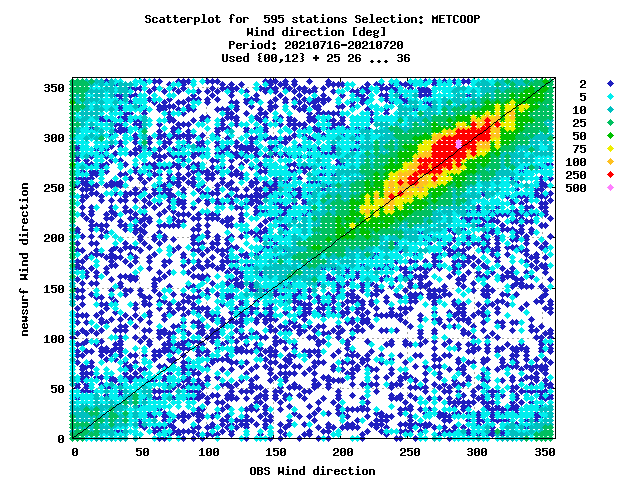 Scatterplot for  595 stations Selection: METCOOP
Wind direction [deg]
Period: 20210716-20210720
Used {00,12} + 25 26 ... 36
newsurf Wind direction
350
300
250
200
150
100
50
0
0 50 100 150 200 250 300 350
OBS Wind direction
2
5
10
25
50
75
100
250
500